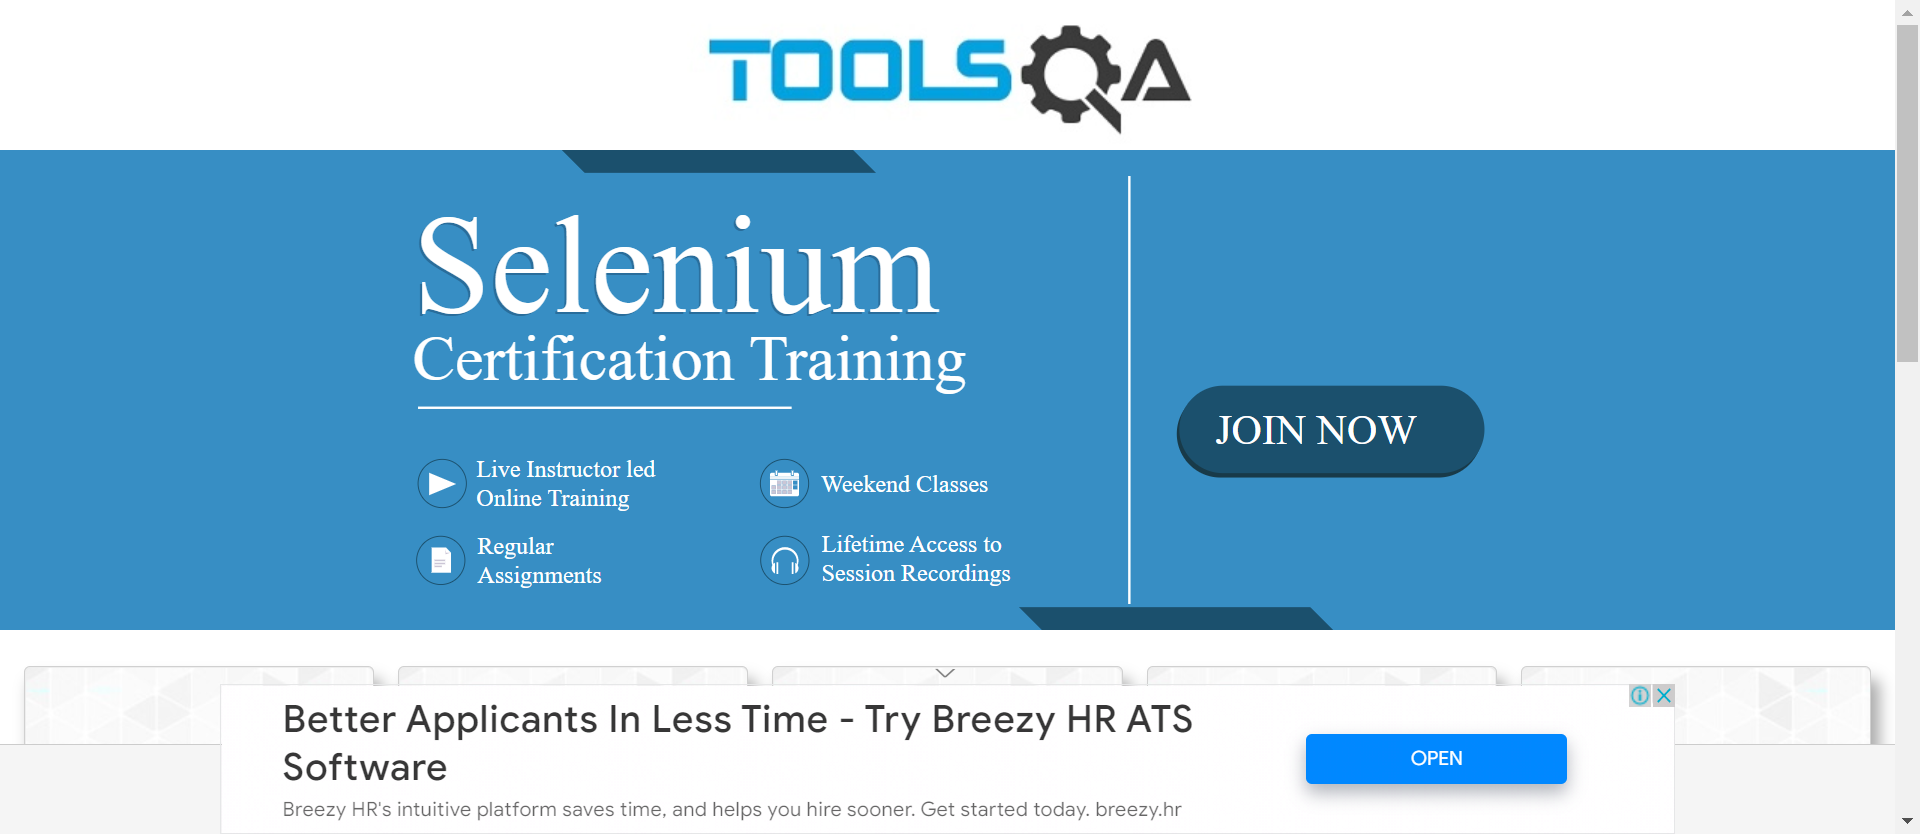 TOOLSQA
Selenium
Certification Training
Live Instructor led
Online Training
Weekend Classes
Regular
Assignments
Lifetime Access to
Session Recordings
JOIN NOW
Better Applicants In Less Time - Try Breezy HR ATS
Software
OPEN
Breezy HR's intuitive platform saves time, and helps you hire sooner. Get started today. breezy.hr